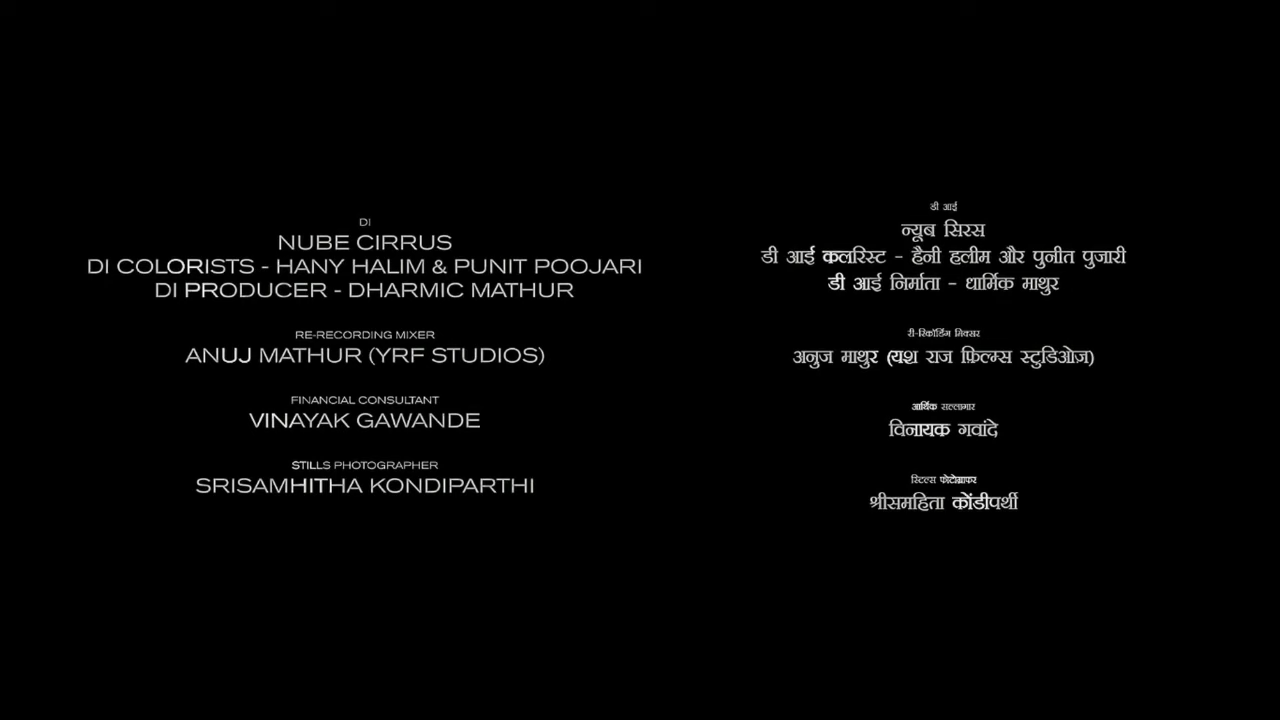 DI
NUBE CIRRUS
DI COLORISTS - HANY HALIM & PUNIT POOJARI
DI PRODUCER - DHARMIC MATHUR
RE-RECORDING MIXER
ANUJ MATHUR (YRF STUDIOS)
FINANCIAL CONSULTANT
VINAYAK GAWANDE
STILLS PHOTOGRAPHER
SRISAMHITHA KONDIPARTHI
डी आई
न्यूब सिरस
डी आई कलरिस्ट - हैनी हलीम और पुनीत पुजारी
डी आई निर्माता - धार्मिक माथुर
री-रिकॉर्डिंग मिक्सर
अनुज माथुर (यश राज फ़िल्म्स स्टुडिओज़)
आर्थिक सल्लागार
विनायक गवांदे
स्टिल्स फोटोग्राफर
श्रीसमहिता कोंडीपर्थी